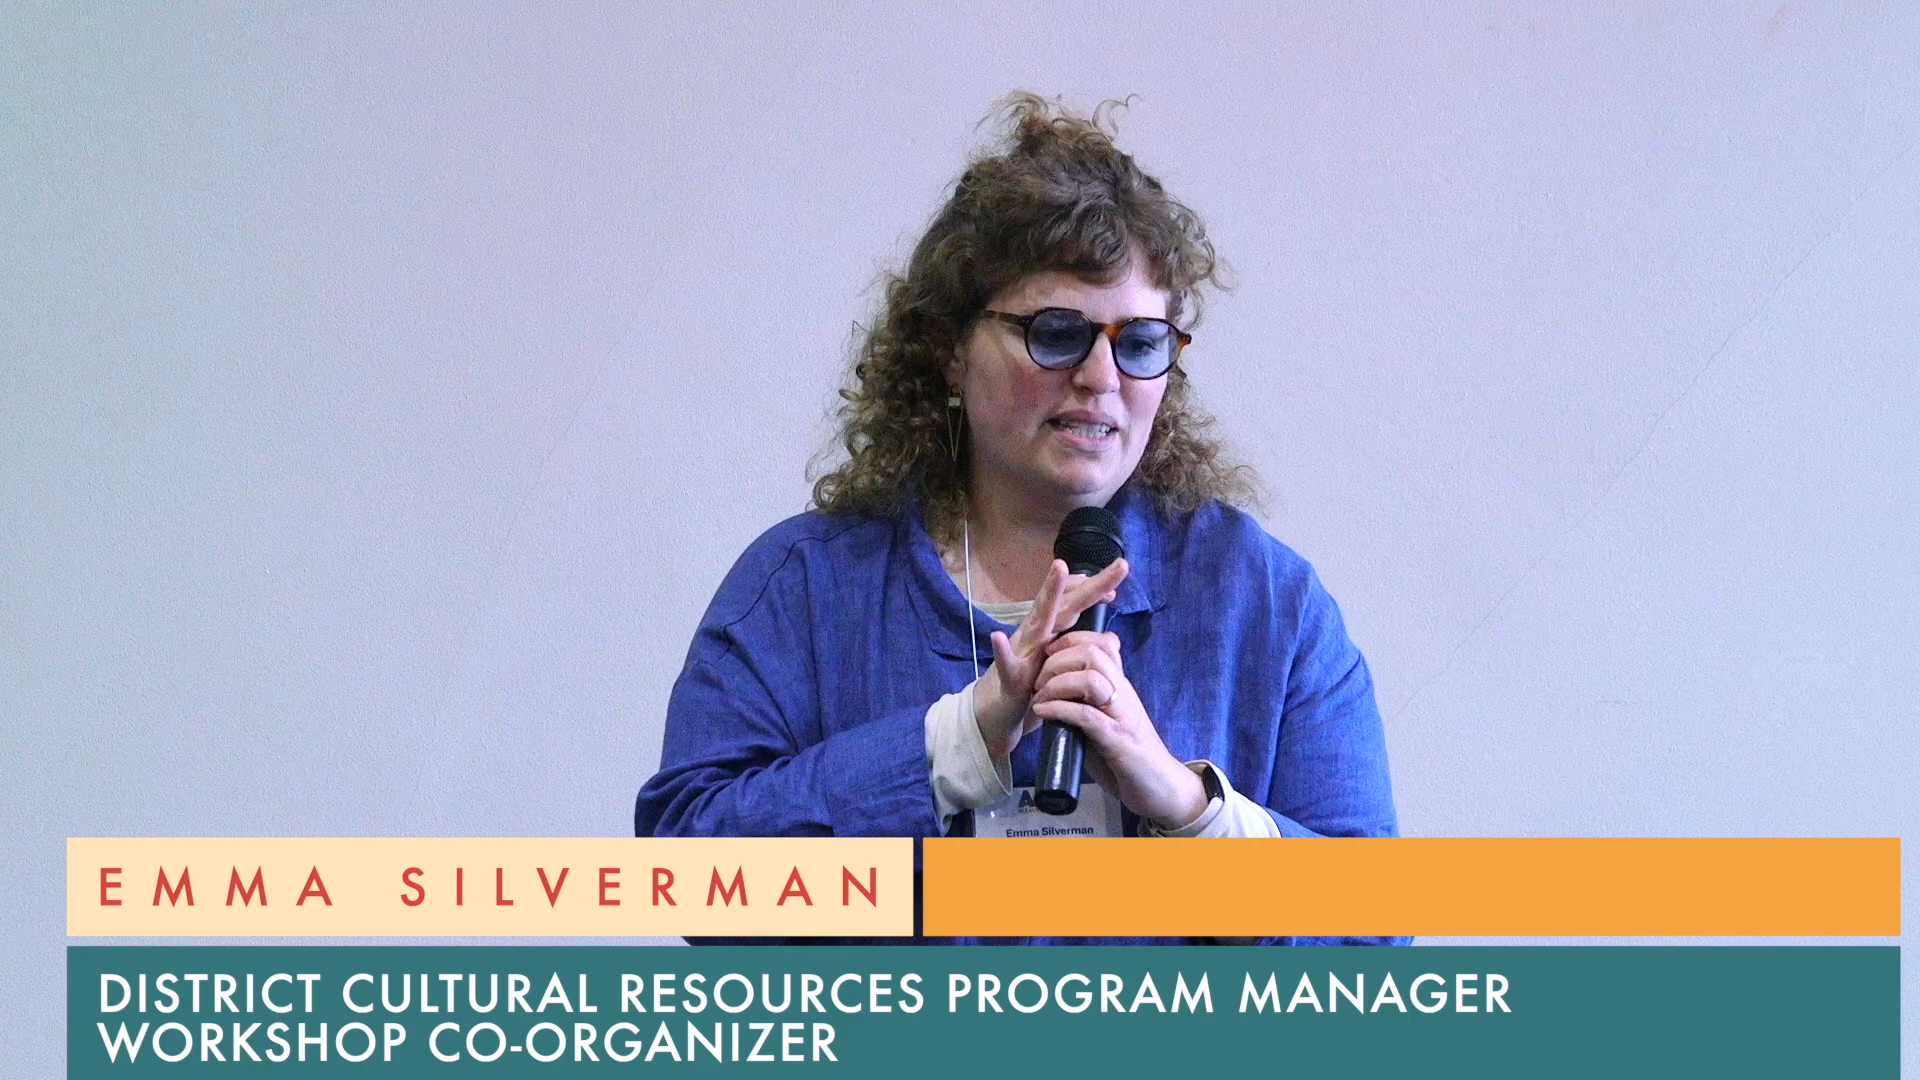 Emma Silverman
EMMA SILVERMAN
DISTRICT CULTURAL RESOURCES PROGRAM MANAGER
WORKSHOP CO-ORGANIZER